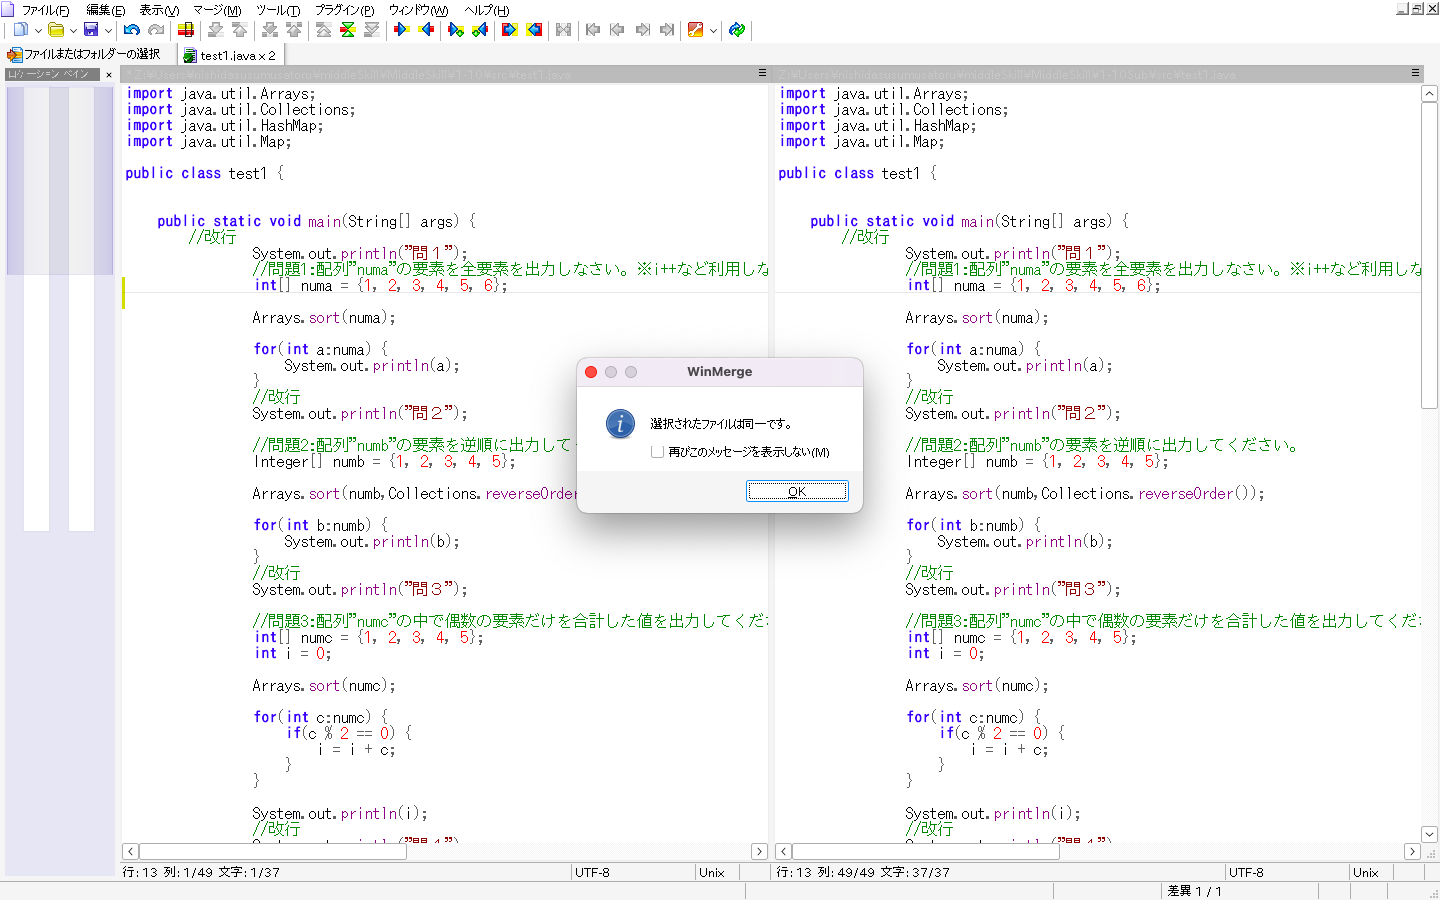 ファイル(F) 編集(E) 表示(V) マージ(M) ツール(T) プラグイン(P) ウィンドウ(W) ヘルプ(H)
ファイルまたはフォルダーの選択 test1.java x 2
ロケーション ペイン ×
* Z:¥Users¥nishidasusumusatoru¥middleSkill¥MiddleSkill¥1-10¥src¥test1.java
import java.util.Arrays;
import java.util.Collections;
import java.util.HashMap;
import java.util.Map;
public class test1 {
public static void main(String[] args) {
//改行
System.out.println("問１");
//問題1:配列"numa"の要素を全要素を出力しなさい。※i++など利用しな
int[] numa = {1, 2, 3, 4, 5, 6};
Arrays.sort(numa);
for(int a:numa) {
System.out.println(a);
}
//改行
System.out.println("問２");
//問題2:配列"numb"の要素を逆順に出力して
Integer[] numb = {1, 2, 3, 4, 5};
Arrays.sort(numb,Collections.reverseOrder
for(int b:numb) {
System.out.println(b);
}
//改行
System.out.println("問３");
//問題3:配列"numc"の中で偶数の要素だけを合計した値を出力してくだ
int[] numc = {1, 2, 3, 4, 5};
int i = 0;
Arrays.sort(numc);
for(int c:numc) {
if(c % 2 == 0) {
i = i + c;
}
}
System.out.println(i);
//改行
行: 13 列: 1/49 文字: 1/37 UTF-8 Unix
Z:¥Users¥nishidasusumusatoru¥middleSkill¥MiddleSkill¥1-10Sub¥src¥test1.java
import java.util.Arrays;
import java.util.Collections;
import java.util.HashMap;
import java.util.Map;
public class test1 {
public static void main(String[] args) {
//改行
System.out.println("問１");
//問題1:配列"numa"の要素を全要素を出力しなさい。※i++など利用しな
int[] numa = {1, 2, 3, 4, 5, 6};
Arrays.sort(numa);
for(int a:numa) {
System.out.println(a);
}
//改行
System.out.println("問２");
//問題2:配列"numb"の要素を逆順に出力してください。
Integer[] numb = {1, 2, 3, 4, 5};
Arrays.sort(numb,Collections.reverseOrder());
for(int b:numb) {
System.out.println(b);
}
//改行
System.out.println("問３");
//問題3:配列"numc"の中で偶数の要素だけを合計した値を出力してくだ
int[] numc = {1, 2, 3, 4, 5};
int i = 0;
Arrays.sort(numc);
for(int c:numc) {
if(c % 2 == 0) {
i = i + c;
}
}
System.out.println(i);
//改行
行: 13 列: 49/49 文字: 37/37 UTF-8 Unix
差異 1 / 1
WinMerge
選択されたファイルは同一です。
再びこのメッセージを表示しない(M)
OK